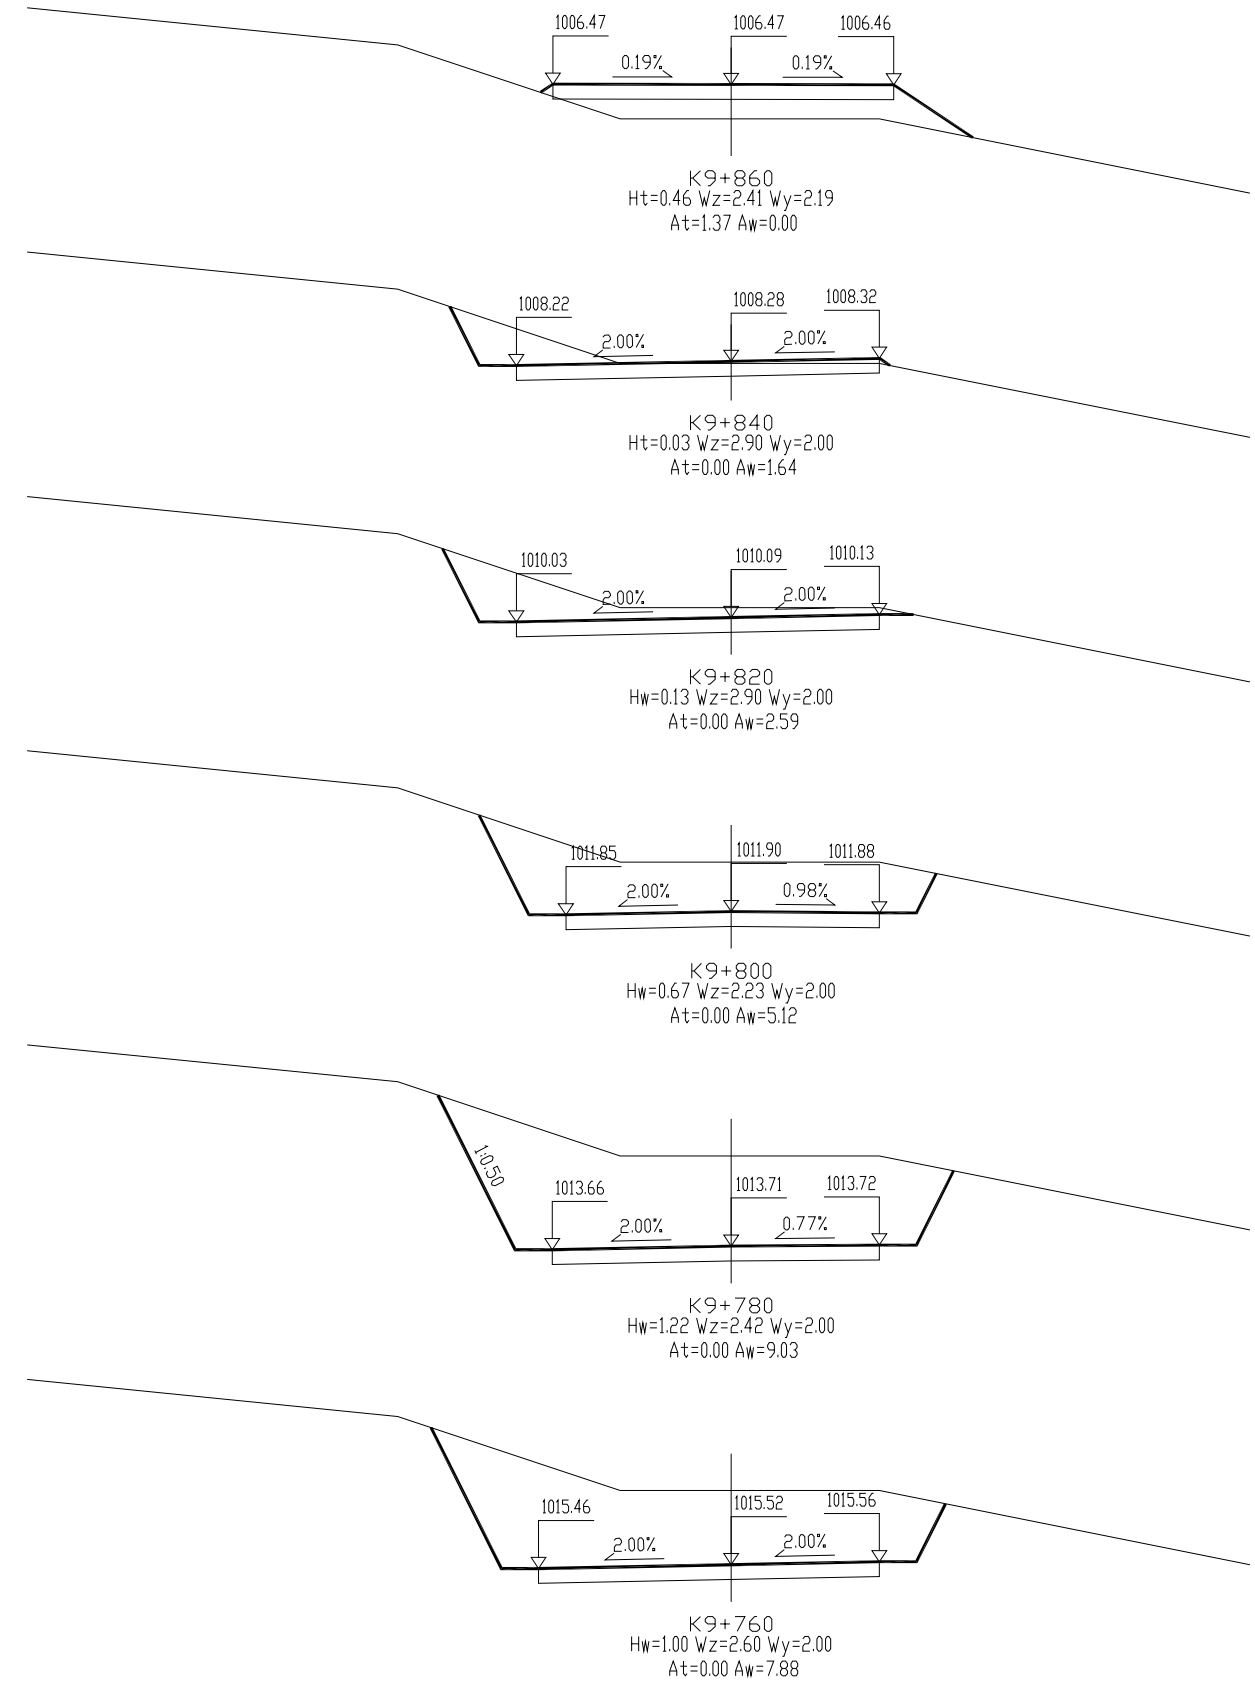 1006.47 1006.47 1006.46
0.19% 0.19%
K9+860
Ht=0.46 Wz=2.41 Wy=2.19
At=1.37 Aw=0.00
1008.22 1008.28 1008.32
2.00% 2.00%
K9+840
Ht=0.03 Wz=2.90 Wy=2.00
At=0.00 Aw=1.64
1010.03 1010.09 1010.13
2.00% 2.00%
K9+820
Hw=0.13 Wz=2.90 Wy=2.00
At=0.00 Aw=2.59
1011.85 1011.90 1011.88
2.00% 0.98%
K9+800
Hw=0.67 Wz=2.23 Wy=2.00
At=0.00 Aw=5.12
1:0.50
1013.66 1013.71 1013.72
2.00% 0.77%
K9+780
Hw=1.22 Wz=2.42 Wy=2.00
At=0.00 Aw=9.03
1015.46 1015.52 1015.56
2.00% 2.00%
K9+760
Hw=1.00 Wz=2.60 Wy=2.00
At=0.00 Aw=7.88